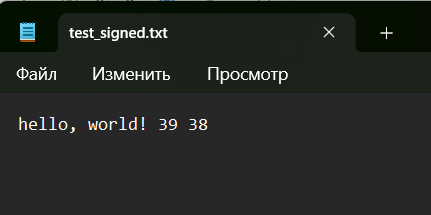 test_signed.txt
Файл Изменить Просмотр
hello, world! 39 38